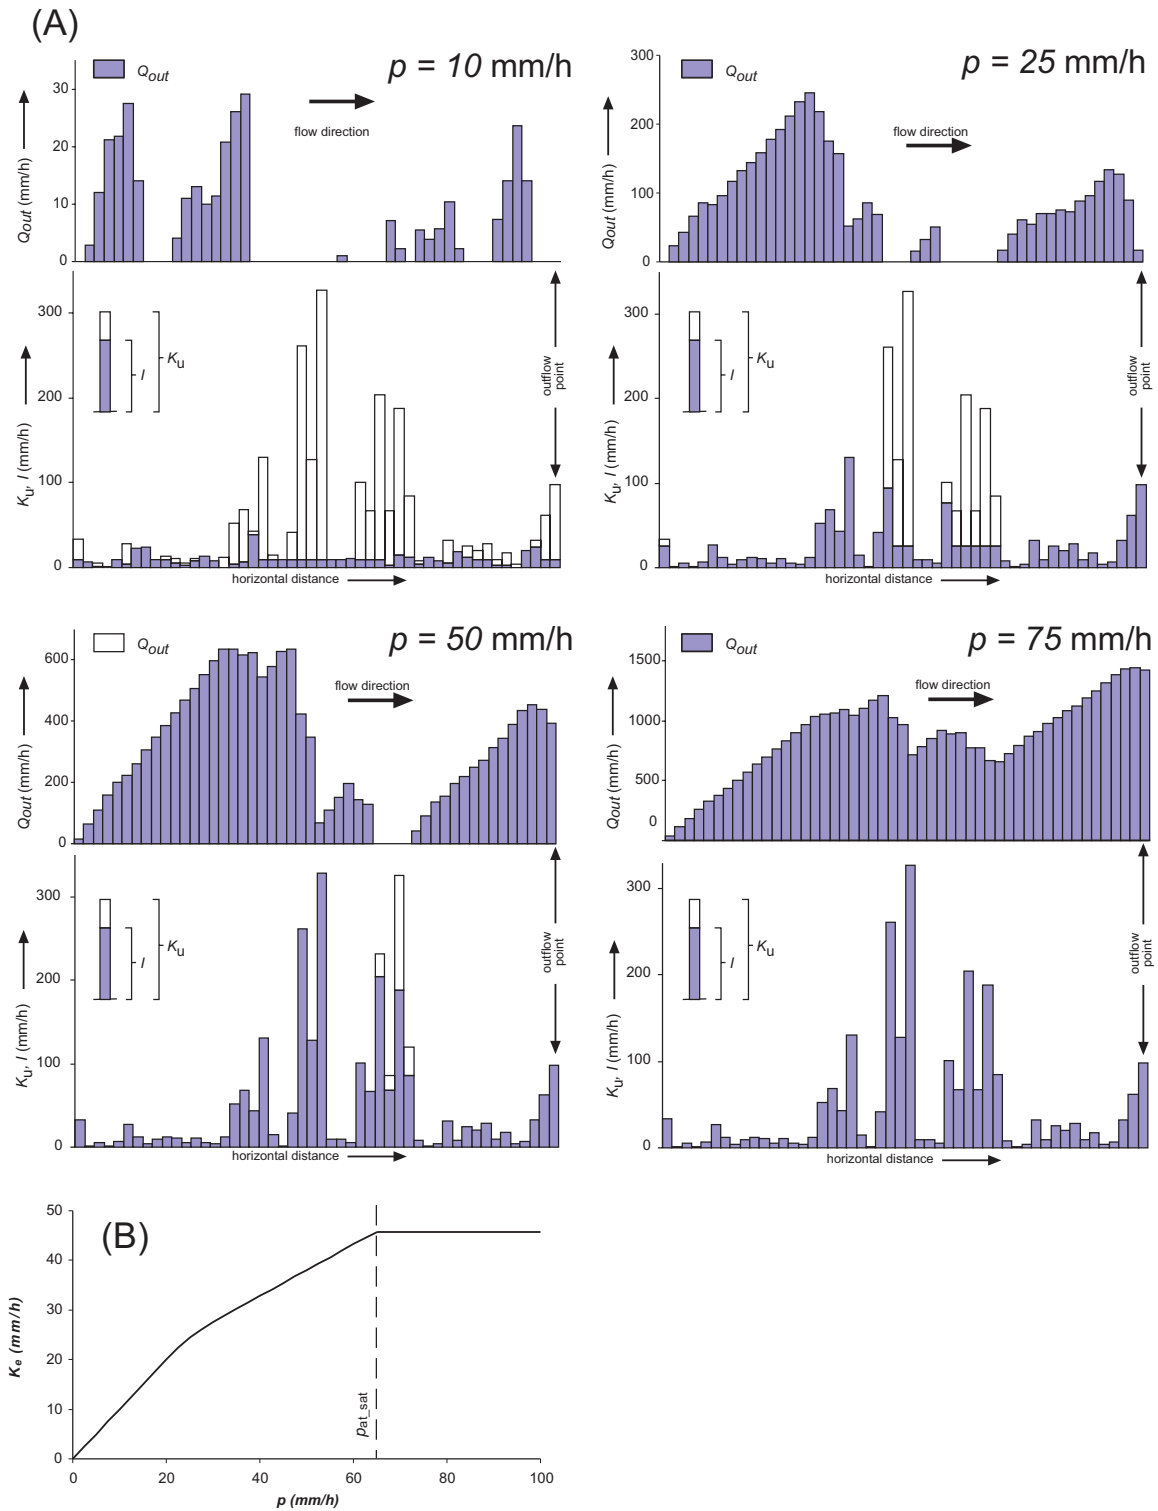 (A)
Qout
p = 10 mm/h
30
20
10
0
Qout (mm/h)
flow direction
300
200
100
0
Ku, I (mm/h)
I
Ku
outflow point
horizontal distance
Qout
p = 25 mm/h
300
200
100
0
Qout (mm/h)
flow direction
300
200
100
0
Ku, I (mm/h)
I
Ku
outflow point
horizontal distance
Qout
p = 50 mm/h
600
400
200
0
Qout (mm/h)
flow direction
300
200
100
0
Ku, I (mm/h)
I
Ku
outflow point
horizontal distance
Qout
p = 75 mm/h
1500
1000
500
0
Qout (mm/h)
flow direction
300
200
100
0
Ku, I (mm/h)
I
Ku
outflow point
horizontal distance
(B)
50
40
30
20
10
0
Ke (mm/h)
pat_sat
0 20 40 60 80 100
p (mm/h)